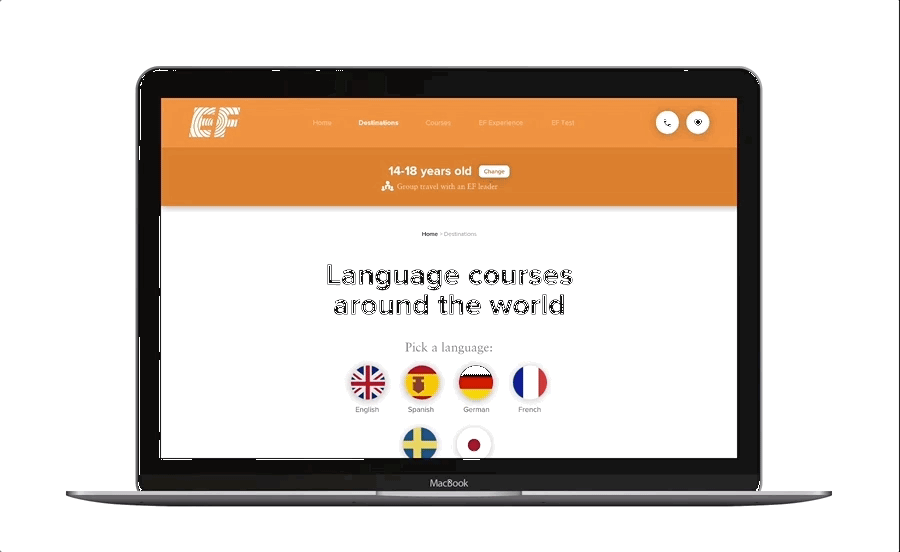 EF
Home Destinations Courses EF Experience EF Fest
14-18 years old Change
Group travel with an EF leader
Home > Destinations
Language courses
around the world
Pick a language:
English Spanish German French
MacBook